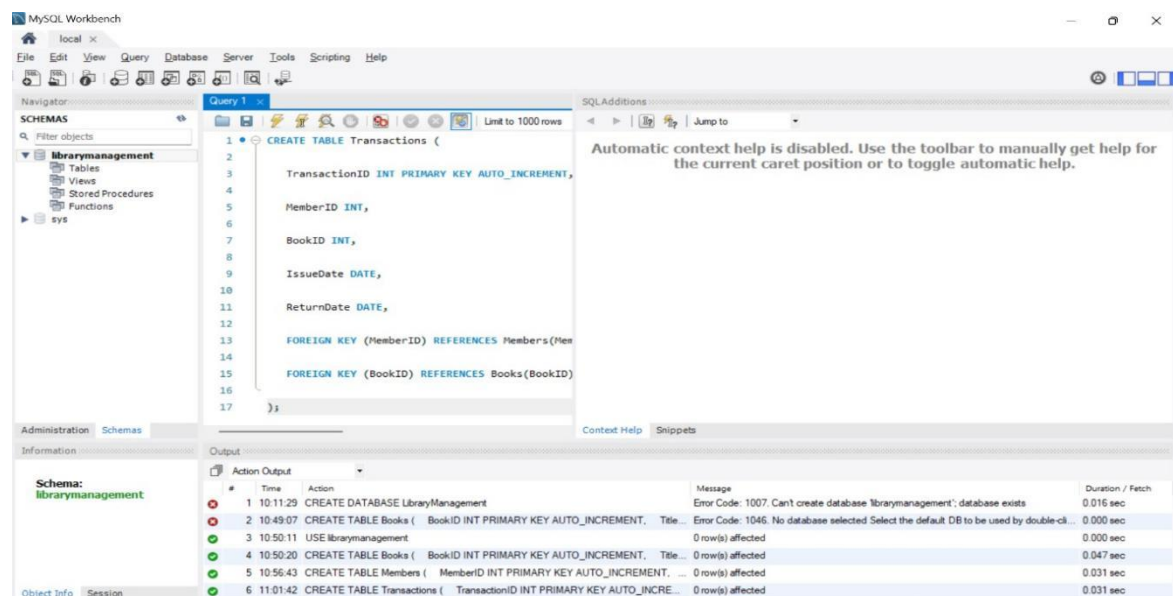 MySQL Workbench
local
File Edit View Query Database Server Tools Scripting Help
Navigator
SCHEMAS
Filter objects
librarymanagement
Tables
Views
Stored Procedures
Functions
sys
Administration Schemas
Information
Schema:
librarymanagement
Object Info Session
Query 1
Limit to 1000 rows
1 CREATE TABLE Transactions (
2
3 TransactionID INT PRIMARY KEY AUTO_INCREMENT,
4
5 MemberID INT,
6
7 BookID INT,
8
9 IssueDate DATE,
10
11 ReturnDate DATE,
12
13 FOREIGN KEY (MemberID) REFERENCES Members(Mem
14
15 FOREIGN KEY (BookID) REFERENCES Books(BookID)
16
17 );
SQLAdditions
Jump to
Automatic context help is disabled. Use the toolbar to manually get help for
the current caret position or to toggle automatic help.
Context Help Snippets
Output
Action Output
# Time Action Message Duration / Fetch
1 10:11:29 CREATE DATABASE LibraryManagement Error Code: 1007. Can't create database 'librarymanagement'; database exists 0.016 sec
2 10:49:07 CREATE TABLE Books ( BookID INT PRIMARY KEY AUTO_INCREMENT, Title... Error Code: 1046. No database selected Select the default DB to be used by double-cli... 0.000 sec
3 10:50:11 USE librarymanagement 0 row(s) affected 0.000 sec
4 10:50:20 CREATE TABLE Books ( BookID INT PRIMARY KEY AUTO_INCREMENT, Title... 0 row(s) affected 0.047 sec
5 10:56:43 CREATE TABLE Members ( MemberID INT PRIMARY KEY AUTO_INCREMENT, ... 0 row(s) affected 0.031 sec
6 11:01:42 CREATE TABLE Transactions ( TransactionID INT PRIMARY KEY AUTO_INCRE... 0 row(s) affected 0.031 sec